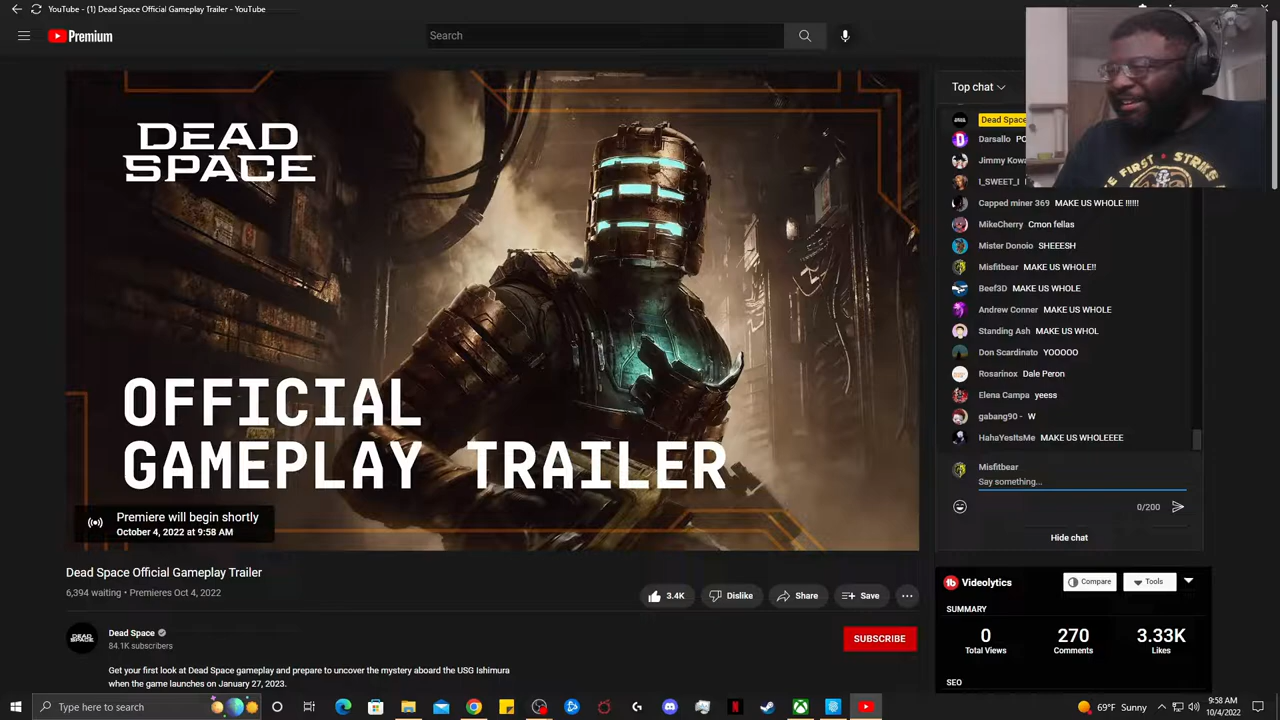 YouTube - (1) Dead Space Official Gameplay Trailer - YouTube
Premium
Search
DEAD
SPACE
OFFICIAL
GAMEPLAY TRAILER
Premiere will begin shortly
October 4, 2022 at 9:58 AM
Top chat
Dead Space
Darsallo
Jimmy Kowa
I_SWEET_I
Capped miner 369 MAKE US WHOLE !!!!!!
MikeCherry Cmon fellas
Mister Donoio SHEEESH
Misfitbear MAKE US WHOLE!!
Beef3D MAKE US WHOLE
Andrew Conner MAKE US WHOLE
Standing Ash MAKE US WHOL
Don Scardinato YOOOOO
Rosarinox Dale Peron
Elena Campa yeess
gabang90 - W
HahaYesItsMe MAKE US WHOLEEEE
Misfitbear
Say something...
0/200
Hide chat
FIRST STRIKE
Dead Space Official Gameplay Trailer
6,394 waiting • Premieres Oct 4, 2022
3.4K
Dislike
Share
Save
DEAD SPACE
Dead Space
84.1K subscribers
SUBSCRIBE
Get your first look at Dead Space gameplay and prepare to uncover the mystery aboard the USG Ishimura
when the game launches on January 27, 2023.
Videolytics
Compare
Tools
SUMMARY
0
Total Views
270
Comments
3.33K
Likes
SEO
Type here to search
69°F Sunny
9:58 AM
10/4/2022